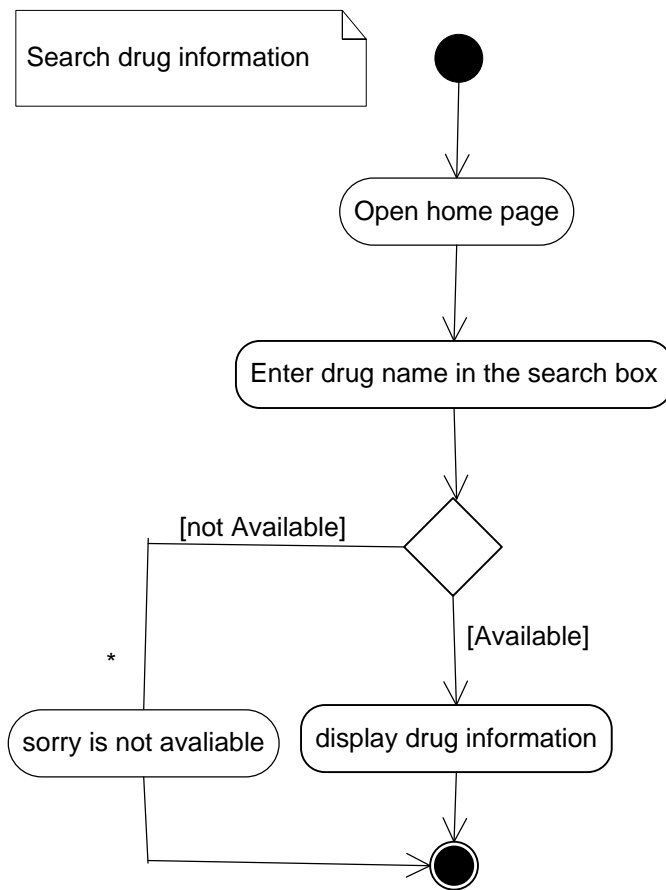 Search drug information
Open home page
Enter drug name in the search box
[not Available]
[Available]
*
sorry is not avaliable
display drug information